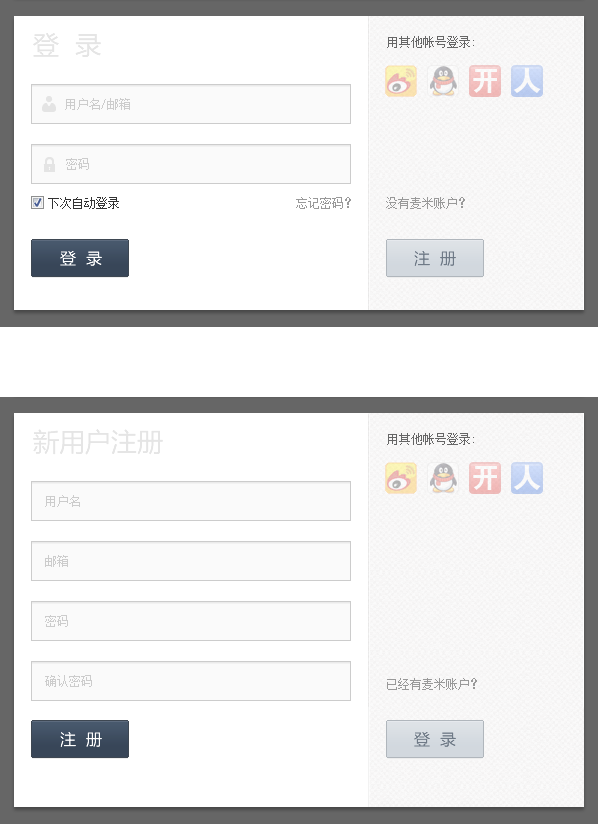 登 录
用户名/邮箱
密码
下次自动登录
忘记密码?
登 录
用其他帐号登录:
开 人
没有麦米账户?
注 册
新用户注册
用户名
邮箱
密码
确认密码
注 册
用其他帐号登录:
开 人
已经有麦米账户?
登 录